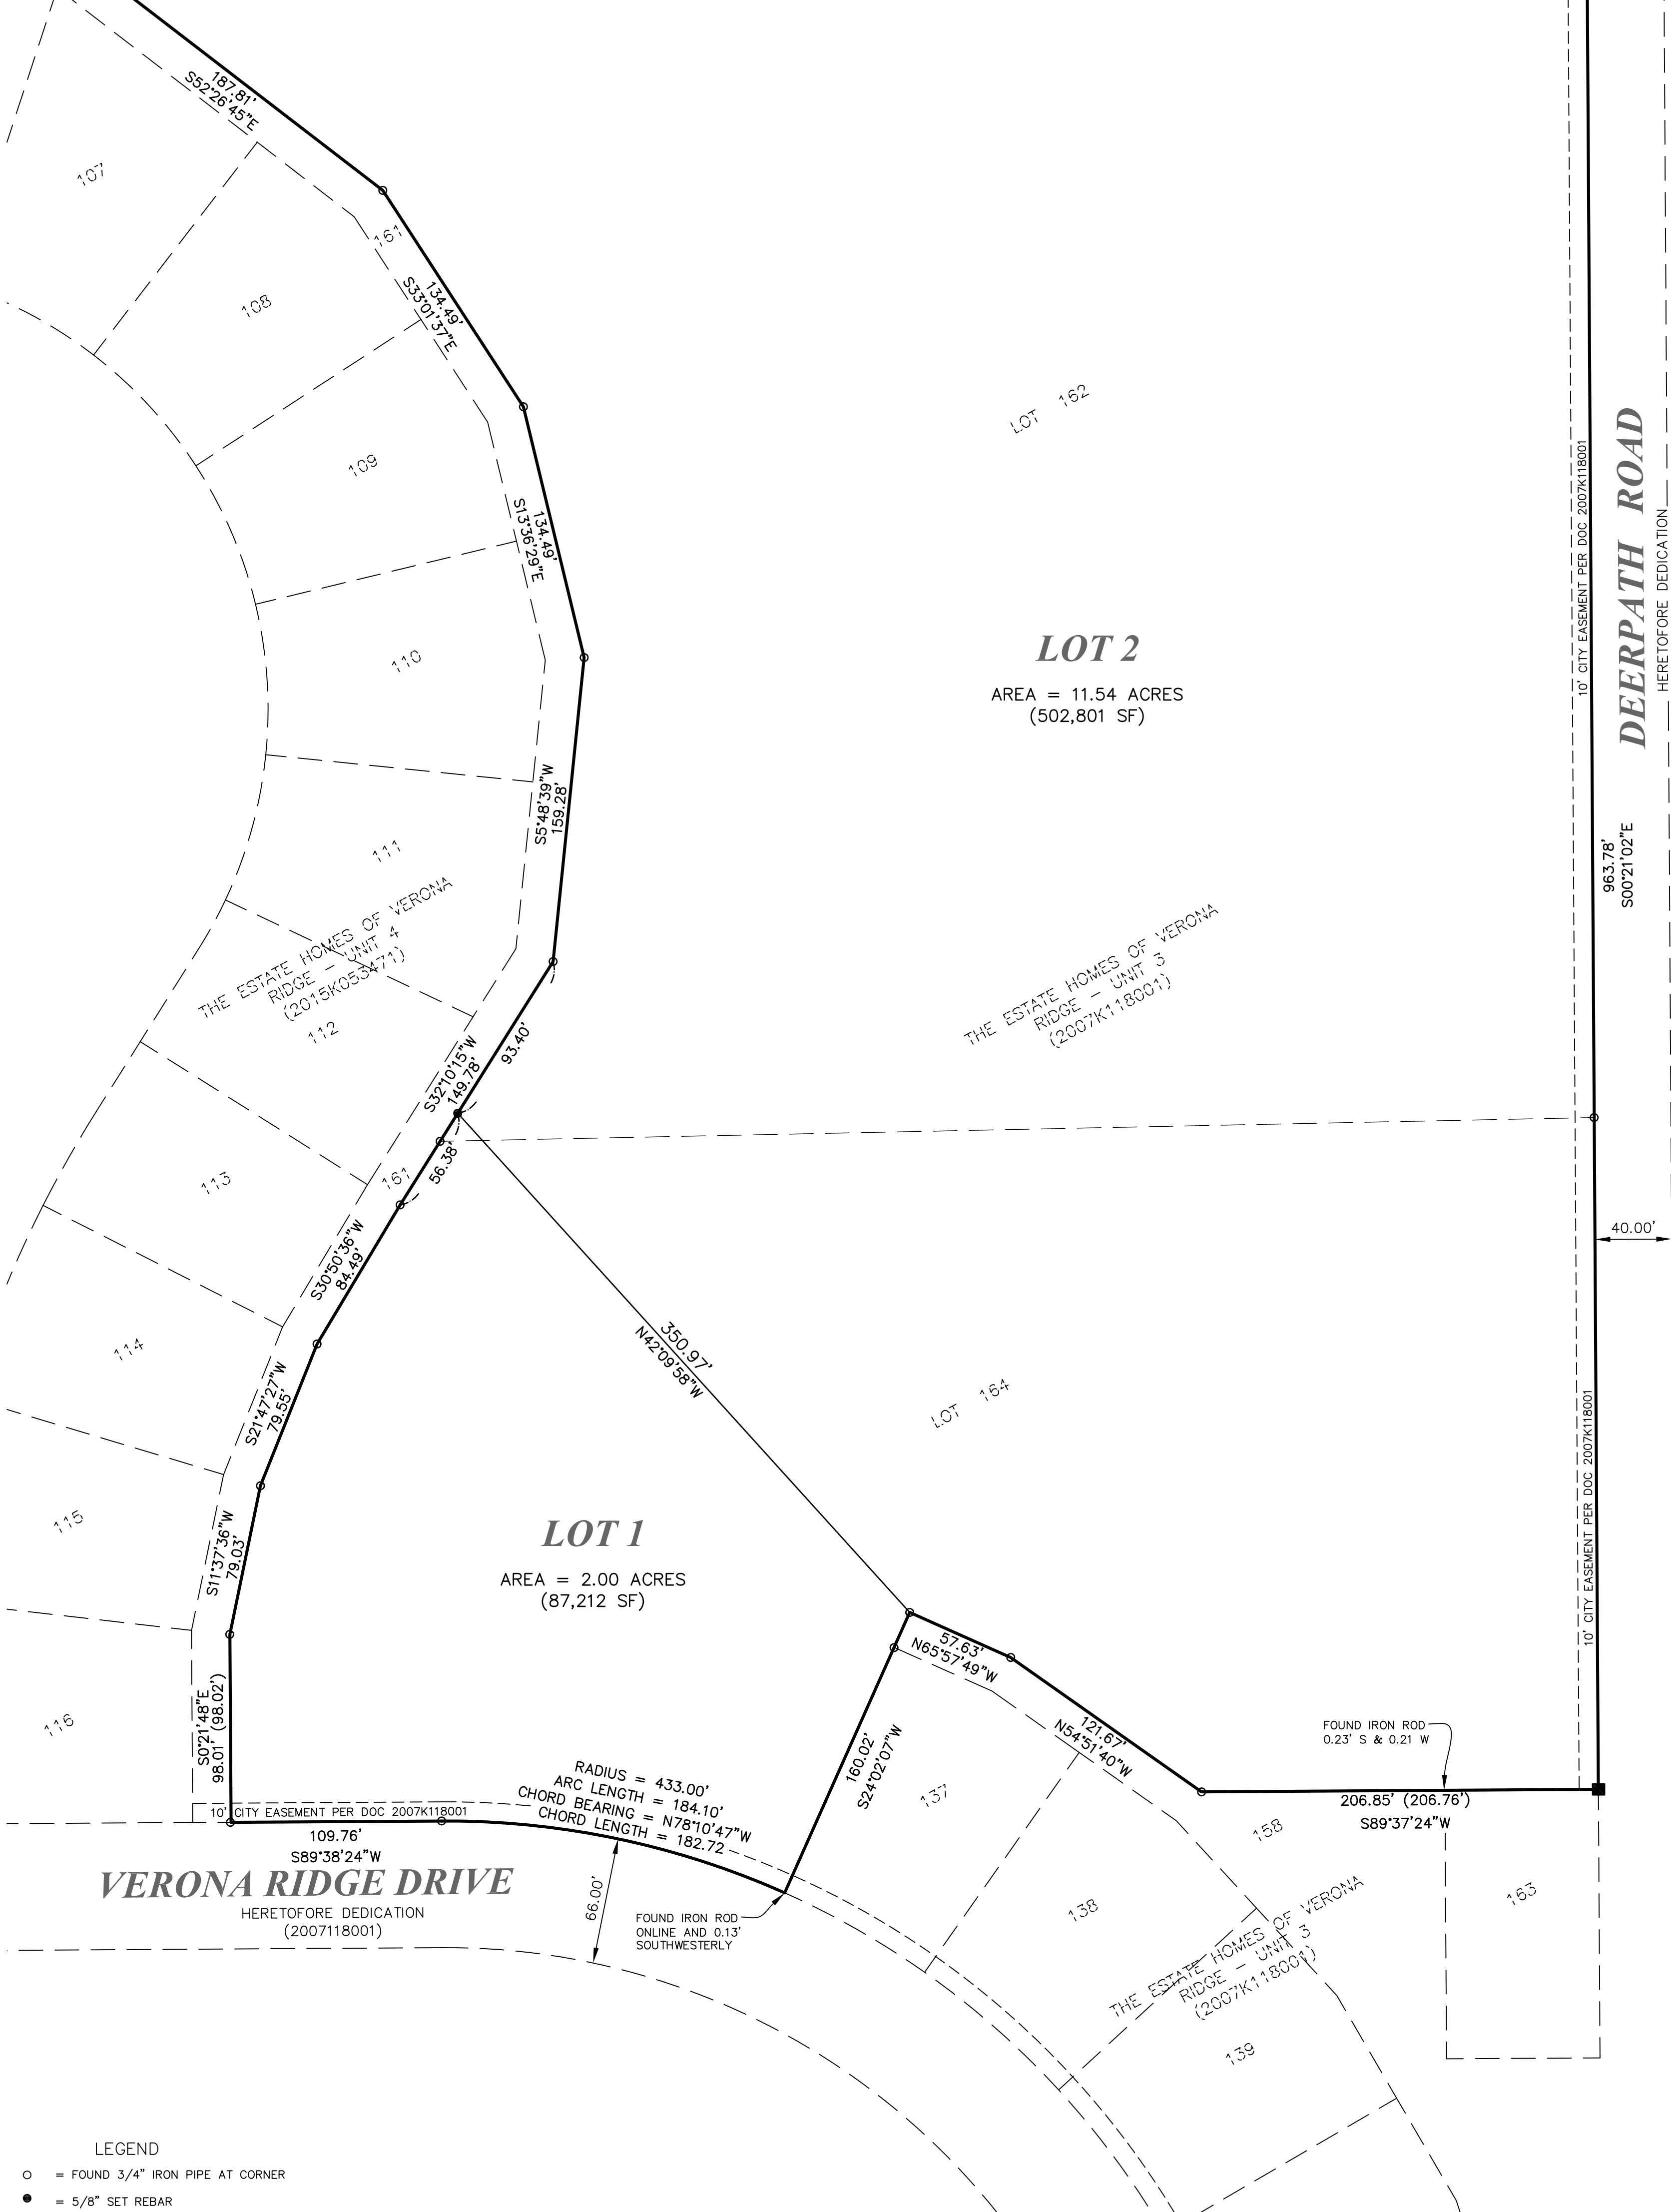 187.81'
S52°26'45"E
107
161
134.49'
S33°01'37"E
108
LOT 162
109
134.49'
S13°36'29"E
10' CITY EASEMENT PER DOC 2007K118001
DEERPATH ROAD
HERETOFORE DEDICATION
110
LOT 2
AREA = 11.54 ACRES
(502,801 SF)
S5°48'39"W
159.28'
111
963.78'
S00°21'02"E
THE ESTATE HOMES OF VERONA
RIDGE - UNIT 4
(2015K053471)
THE ESTATE HOMES OF VERONA
RIDGE - UNIT 3
(2007K118001)
112
93.40'
S32°10'15"W
149.78'
56.38'
161
113
40.00'
S30°50'36"W
84.49'
114
350.97'
N42°09'58"W
LOT 164
S21°47'27"W
79.55'
10' CITY EASEMENT PER DOC 2007K118001
115
LOT 1
AREA = 2.00 ACRES
(87,212 SF)
S11°37'36"W
79.03'
57.63'
N65°57'49"W
116
S0°21'48"E
98.01' (98.02')
121.67'
N54°51'40"W
FOUND IRON ROD
0.23' S & 0.21 W
160.02'
S24°02'07"W
137
RADIUS = 433.00'
ARC LENGTH = 184.10'
CHORD BEARING = N78°10'47"W
CHORD LENGTH = 182.72
206.85' (206.76')
S89°37'24"W
10' CITY EASEMENT PER DOC 2007K118001
109.76'
S89°38'24"W
158
VERONA RIDGE DRIVE
HERETOFORE DEDICATION
(2007118001)
66.00'
FOUND IRON ROD
ONLINE AND 0.13'
SOUTHWESTERLY
138
163
THE ESTATE HOMES OF VERONA
RIDGE - UNIT 3
(2007K118001)
139
LEGEND
= FOUND 3/4" IRON PIPE AT CORNER
= 5/8" SET REBAR